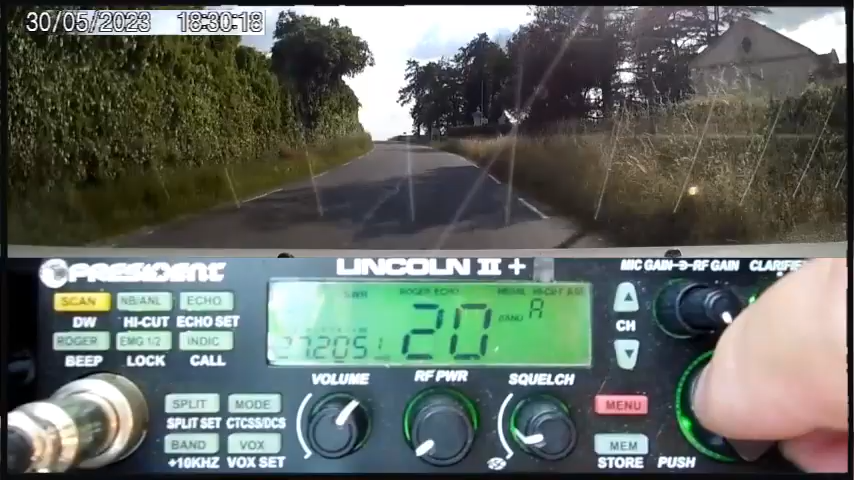 30/05/2023 18:30:18
PRESIDENT LINCOLN II +
MIC GAIN RF GAIN CLARIFIE
SCAN NB/ANL ECHO
DW HI-CUT ECHO SET
ROGER EMG 1/2 INDIC
BEEP LOCK CALL
SWR ROGER ECHO HI-CUT
20 BAND A
27.205
CH
VOLUME RF PWR SQUELCH
SPLIT MODE
SPLIT SET CTCSS/DCS
BAND VOX
+10KHZ VOX SET
MENU
MEM
STORE PUSH